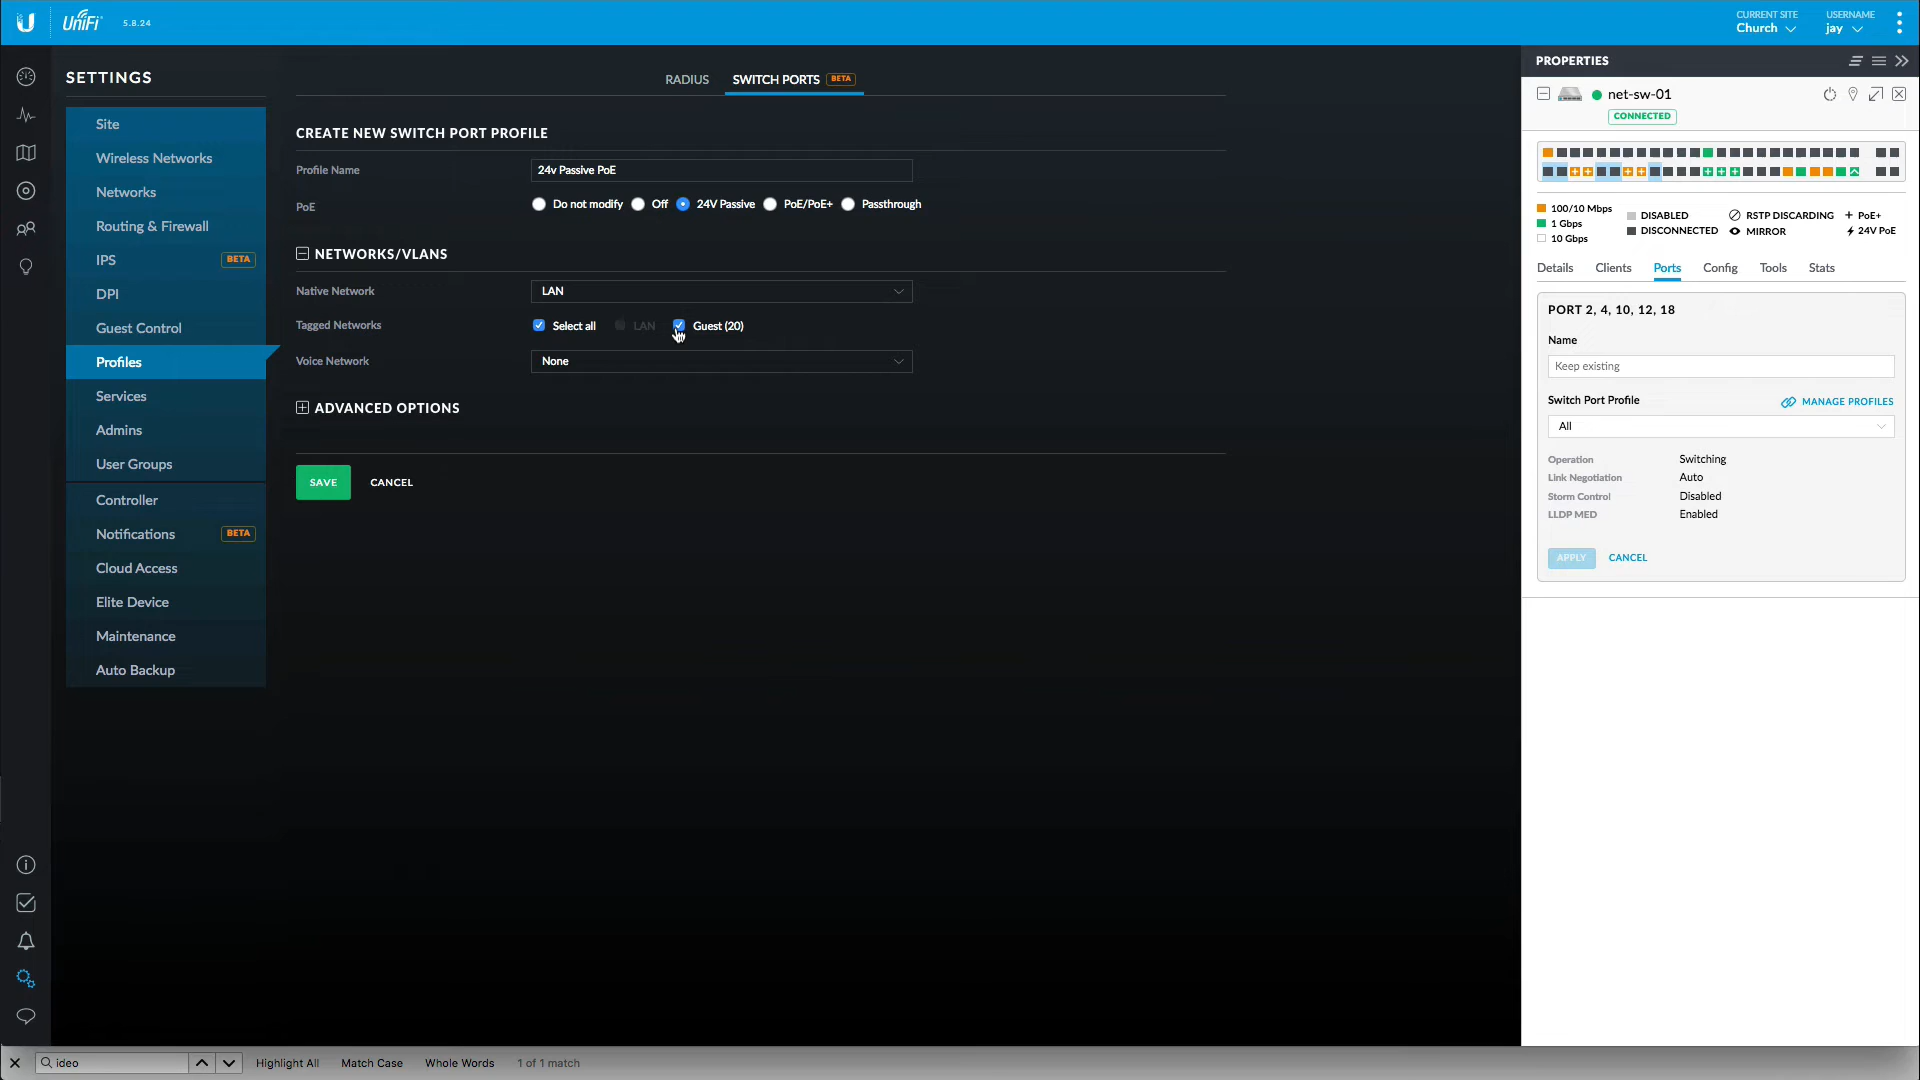 UniFi 5.8.24
CURRENT SITE
Church
USERNAME
jay
SETTINGS
Site
Wireless Networks
Networks
Routing & Firewall
IPS BETA
DPI
Guest Control
Profiles
Services
Admins
User Groups
Controller
Notifications BETA
Cloud Access
Elite Device
Maintenance
Auto Backup
RADIUS SWITCH PORTS BETA
CREATE NEW SWITCH PORT PROFILE
Profile Name 24v Passive PoE
PoE Do not modify Off 24V Passive PoE/PoE+ Passthrough
NETWORKS/VLANS
Native Network LAN
Tagged Networks Select all LAN Guest (20)
Voice Network None
ADVANCED OPTIONS
SAVE CANCEL
PROPERTIES
net-sw-01
CONNECTED
100/10 Mbps
1 Gbps
10 Gbps
DISABLED
DISCONNECTED
RSTP DISCARDING
MIRROR
PoE+
24V PoE
Details Clients Ports Config Tools Stats
PORT 2, 4, 10, 12, 18
Name
Keep existing
Switch Port Profile MANAGE PROFILES
All
Operation Switching
Link Negotiation Auto
Storm Control Disabled
LLDP MED Enabled
APPLY CANCEL
ideo Highlight All Match Case Whole Words 1 of 1 match